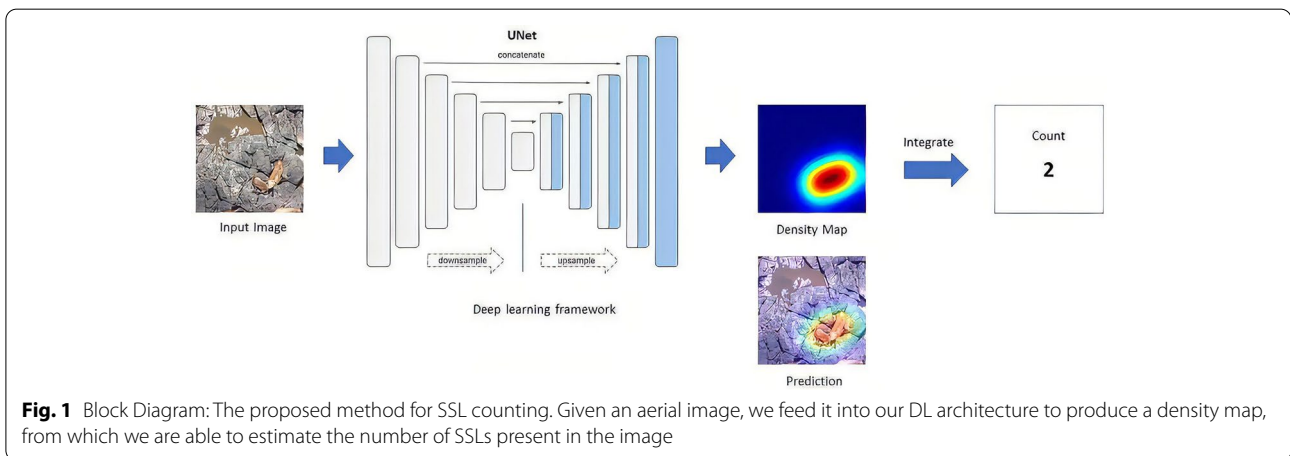 UNet
concatenate
Input Image
downsample
upsample
Deep learning framework
Density Map
Prediction
Integrate
Count
2
Fig. 1 Block Diagram: The proposed method for SSL counting. Given an aerial image, we feed it into our DL architecture to produce a density map,
from which we are able to estimate the number of SSLs present in the image